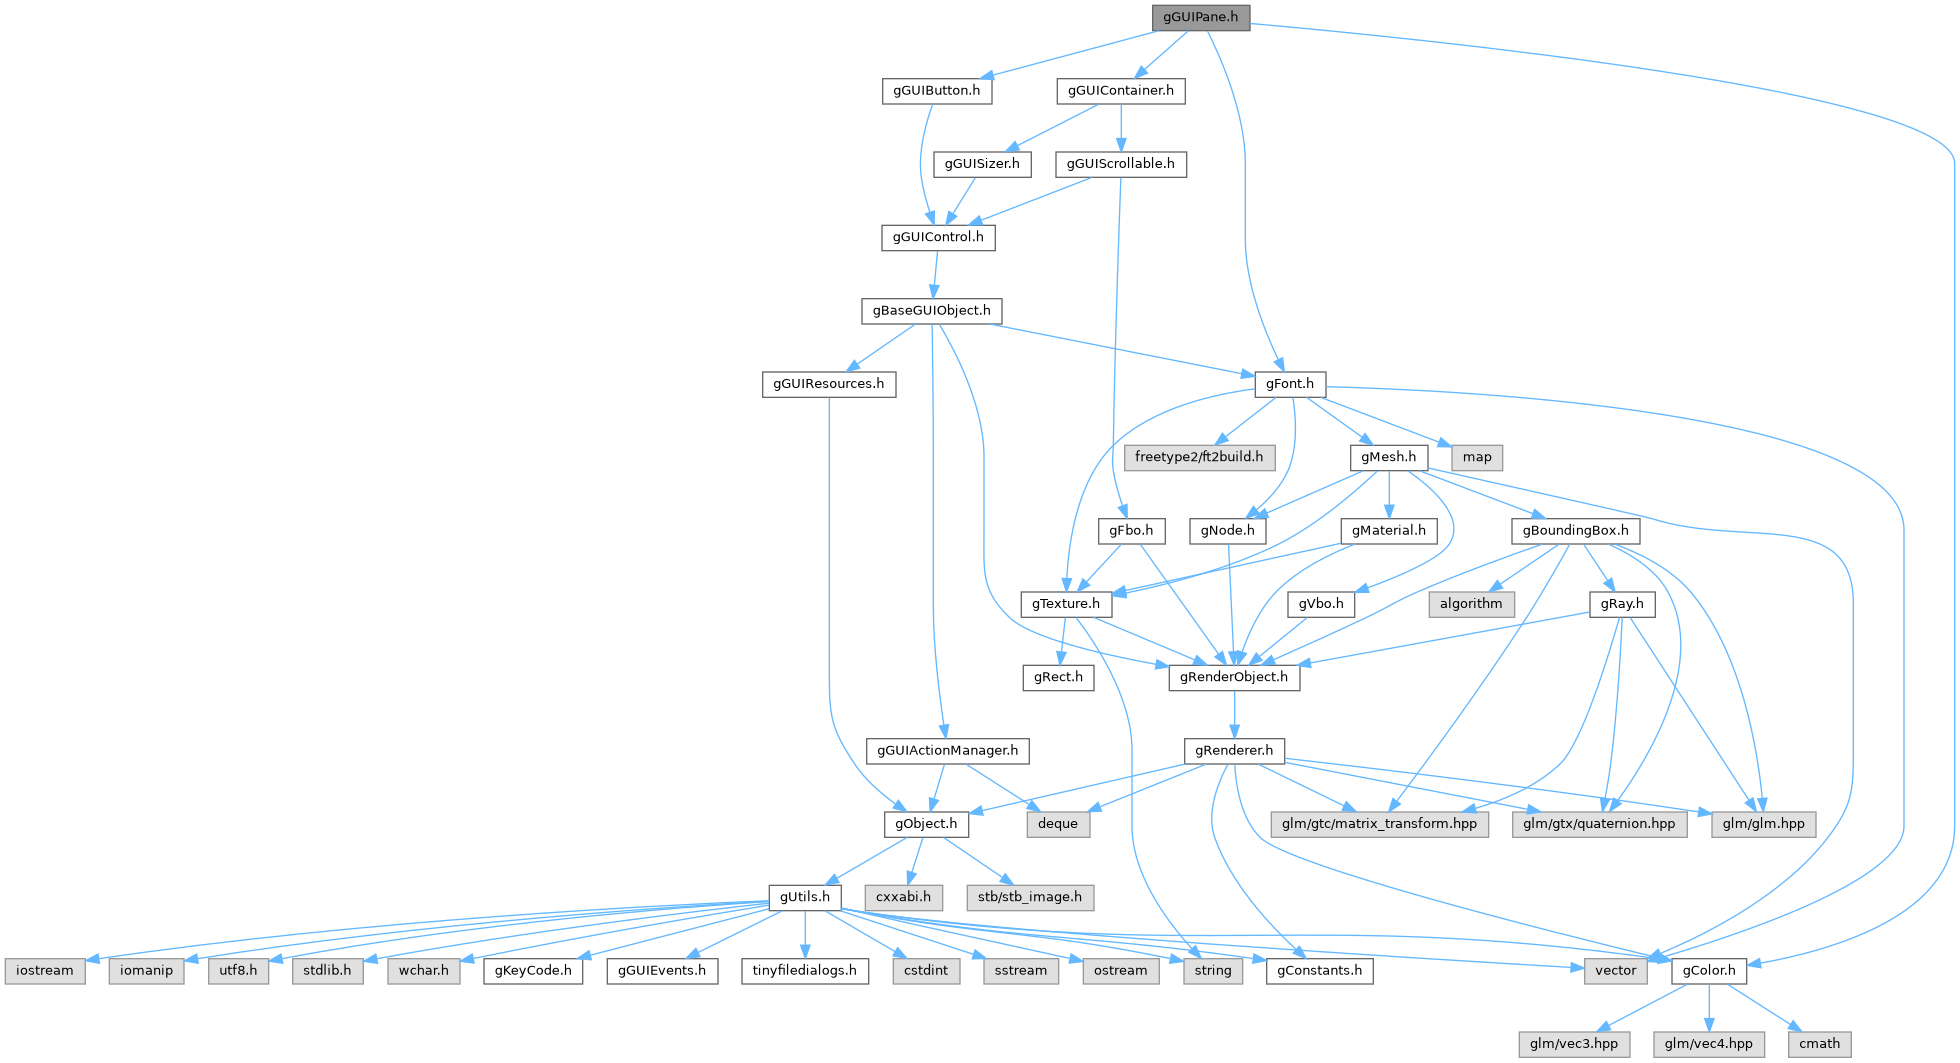 gGUIPane.h
gGUIButton.h
gGUIContainer.h
gGUISizer.h
gGUIScrollable.h
gGUIControl.h
gBaseGUIObject.h
gGUIResources.h
gFont.h
freetype2/ft2build.h
gMesh.h
map
gFbo.h
gNode.h
gMaterial.h
gBoundingBox.h
gTexture.h
gVbo.h
algorithm
gRay.h
gRect.h
gRenderObject.h
gGUIActionManager.h
gRenderer.h
gObject.h
deque
glm/gtc/matrix_transform.hpp
glm/gtx/quaternion.hpp
glm/glm.hpp
gUtils.h
cxxabi.h
stb/stb_image.h
iostream
iomanip
utf8.h
stdlib.h
wchar.h
gKeyCode.h
gGUIEvents.h
tinyfiledialogs.h
cstdint
sstream
ostream
string
gConstants.h
vector
gColor.h
glm/vec3.hpp
glm/vec4.hpp
cmath